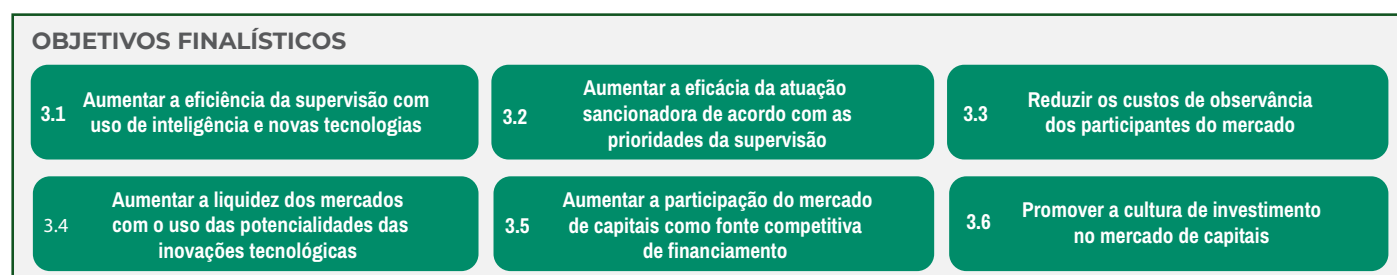 OBJETIVOS FINALÍSTICOS
3.1
Aumentar a eficiência da supervisão com
uso de inteligência e novas tecnologias
3.2
Aumentar a eficácia da atuação
sancionadora de acordo com as
prioridades da supervisão
3.3
Reduzir os custos de observância
dos participantes do mercado
3.4
Aumentar a liquidez dos mercados
com o uso das potencialidades das
inovações tecnológicas
3.5
Aumentar a participação do mercado
de capitais como fonte competitiva
de financiamento
3.6
Promover a cultura de investimento
no mercado de capitais